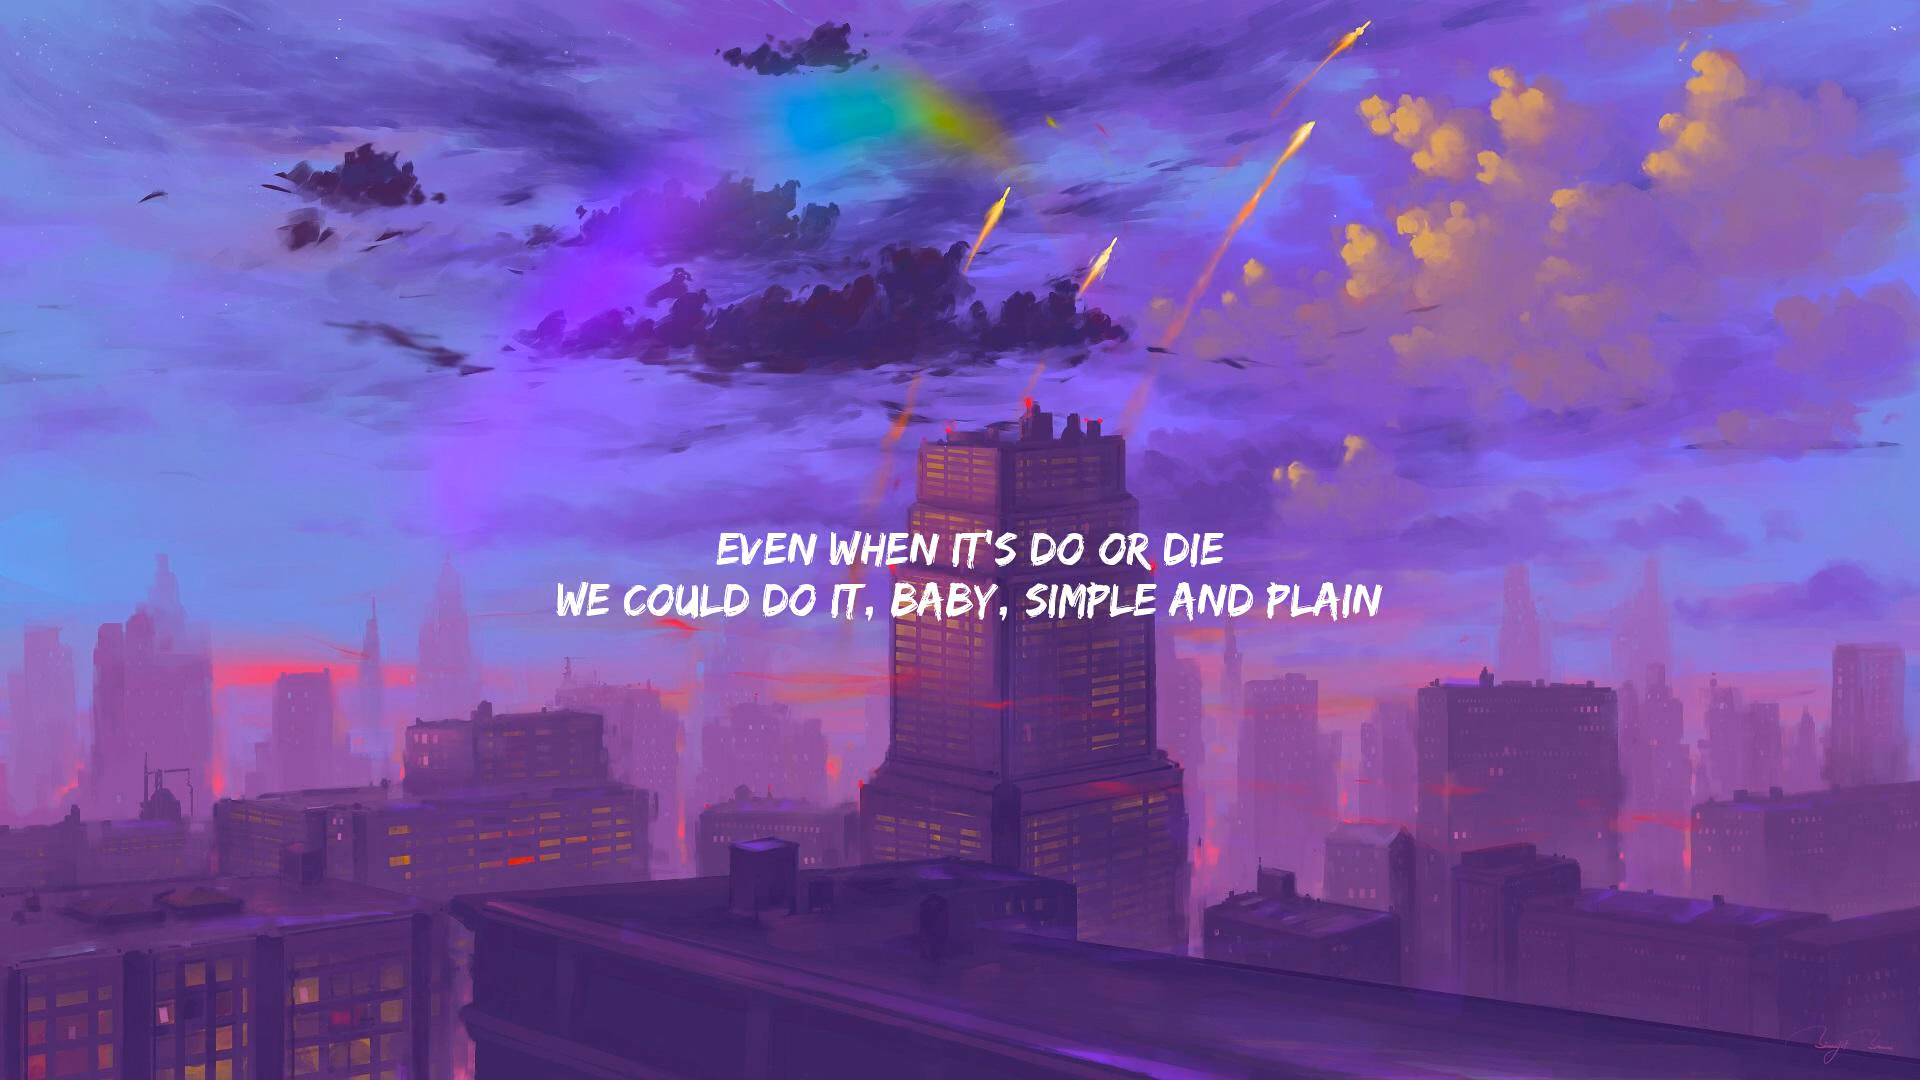 EVEN WHEN IT'S DO OR DIE
WE COULD DO IT, BABY, SIMPLE AND PLAIN